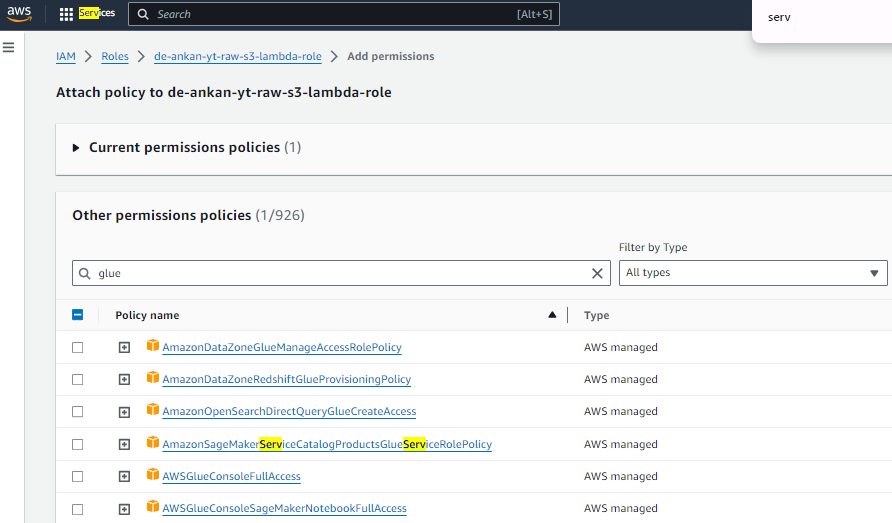 aws
Services
Search
[Alt+S]
serv
IAM
Roles
de-ankan-yt-raw-s3-lambda-role
Add permissions
Attach policy to de-ankan-yt-raw-s3-lambda-role
Current permissions policies (1)
Other permissions policies (1/926)
Filter by Type
glue
All types
Policy name
Type
AmazonDataZoneGlueManageAccessRolePolicy
AWS managed
AmazonDataZoneRedshiftGlueProvisioningPolicy
AWS managed
AmazonOpenSearchDirectQueryGlueCreateAccess
AWS managed
AmazonSageMakerServiceCatalogProductsGlueServiceRolePolicy
AWS managed
AWSGlueConsoleFullAccess
AWS managed
AWSGlueConsoleSageMakerNotebookFullAccess
AWS managed